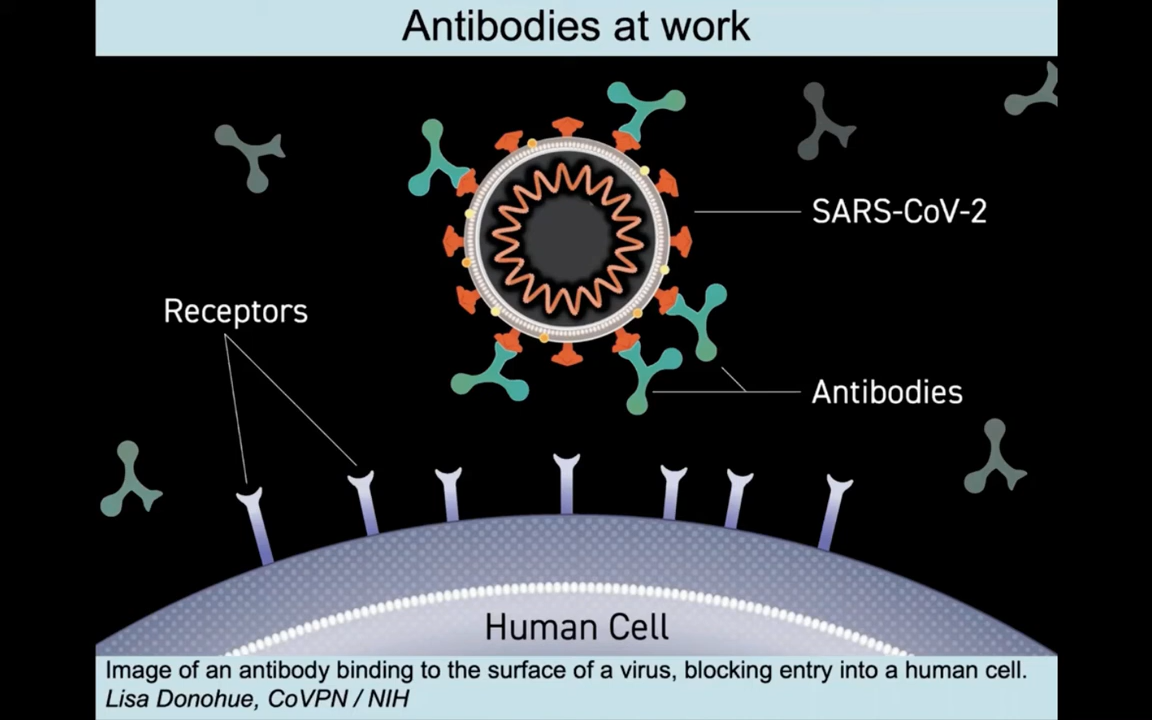 Antibodies at work
SARS-CoV-2
Receptors
Antibodies
Human Cell
Image of an antibody binding to the surface of a virus, blocking entry into a human cell.
Lisa Donohue, CoVPN / NIH